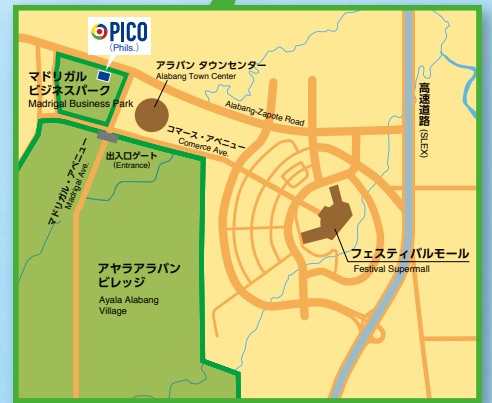 PICO
(Phils.)
マドリガル
ビジネスパーク
Madrigal Business Park
アラバン タウンセンター
Alabang Town Center
Alabang-Zapote Road
コマース・アベニュー
Comerce Ave.
出入口ゲート
(Entrance)
マドリガル・アベニュー
Madrigal Ave.
高速道路(SLEX)
アヤラアラバン
ビレッジ
Ayala Alabang
Village
フェスティバルモール
Festival Supermall